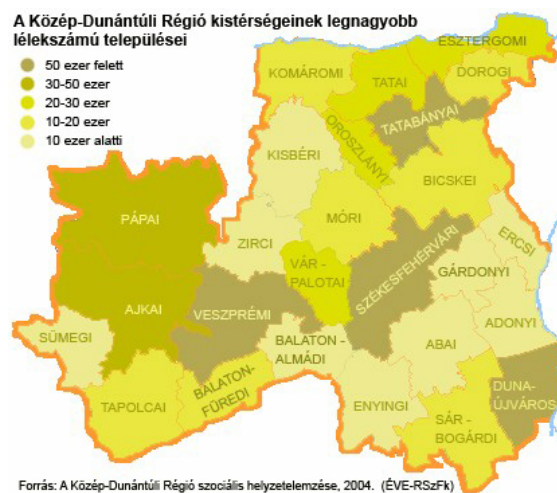 A Közép-Dunántúli Régió kistérségeinek legnagyobb
lélekszámú települései
50 ezer felett
30-50 ezer
20-30 ezer
10-20 ezer
10 ezer alatti
ESZTERGOMI
KOMÁROMI
TATAI
DOROGI
TATABÁNYAI
OROSZLÁNYI
KISBÉRI
BICSKEI
PÁPAI
MÓRI
ZIRCI
ERCSI
VÁR -
PALOTAI
SZÉKESFEHÉRVÁRI
GÁRDONYI
AJKAI
VESZPRÉMI
ADONYI
SÜMEGI
BALATON -
ALMÁDI
ABAI
BALATON-
FÜREDI
DUNA-
ÚJVÁROS
TAPOLCAI
ENYINGI
SÁR -
BOGÁRDI
Forrás: A Közép-Dunántúli Régió szociális helyzetelemzése, 2004. (ÉVE-RSzFk)